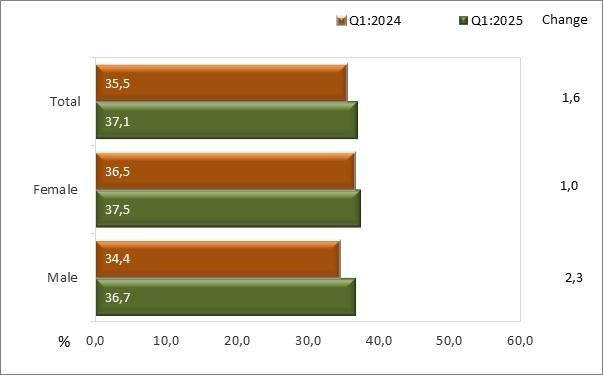 Q1:2024 Q1:2025 Change
Total 35,5 1,6
37,1
Female 36,5 1,0
37,5
Male 34,4 2,3
36,7
% 0,0 10,0 20,0 30,0 40,0 50,0 60,0